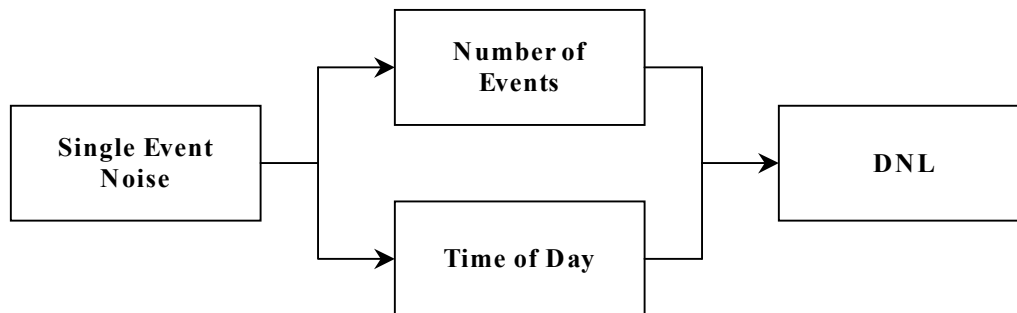 Single Event
Noise
Number of
Events
Time of Day
DNL